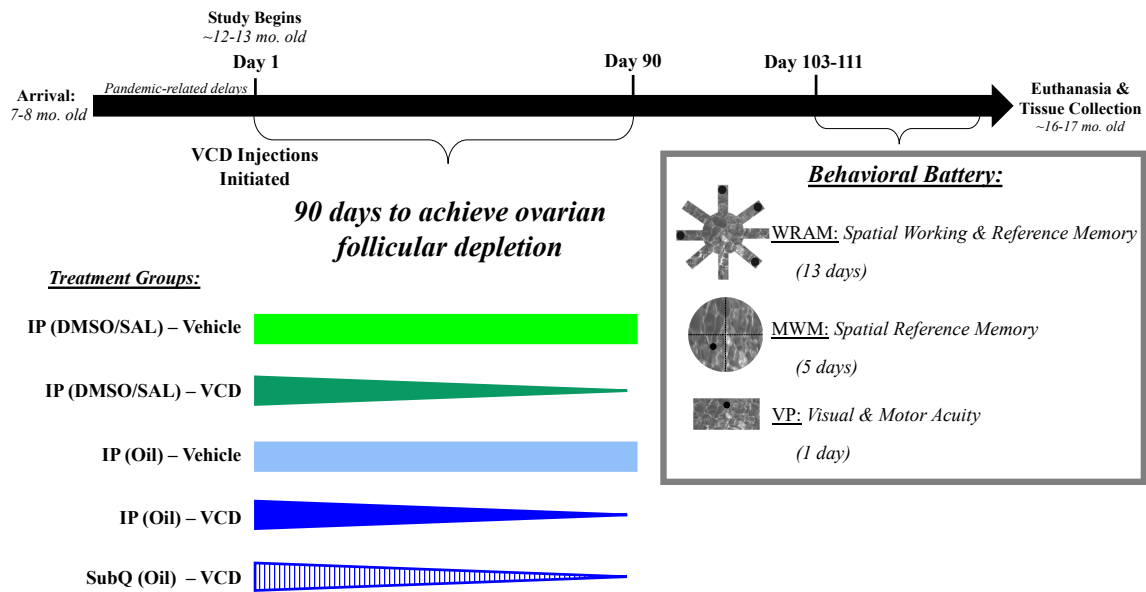 Study Begins
~12-13 mo. old
Day 1
Day 90
Day 103-111
Arrival:
7-8 mo. old
Pandemic-related delays
Euthanasia &
Tissue Collection
~16-17 mo. old
VCD Injections
Initiated
90 days to achieve ovarian
follicular depletion
Behavioral Battery:
WRAM: Spatial Working & Reference Memory
(13 days)
MWM: Spatial Reference Memory
(5 days)
VP: Visual & Motor Acuity
(1 day)
Treatment Groups:
IP (DMSO/SAL) – Vehicle
IP (DMSO/SAL) – VCD
IP (Oil) – Vehicle
IP (Oil) – VCD
SubQ (Oil) – VCD